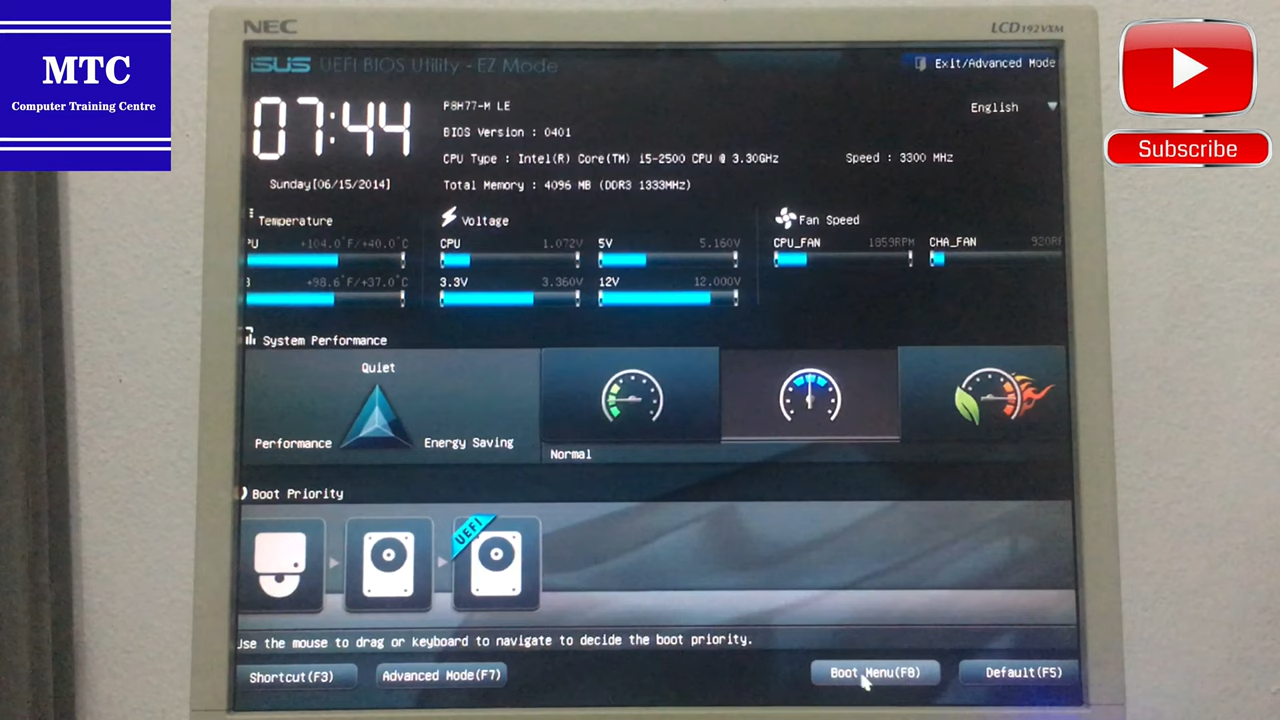 MTC
Computer Training Centre
NEC
LCD192VXM
Subscribe
UEFI BIOS Utility - EZ Mode
Exit/Advanced Mode
07:44
Sunday[06/15/2014]
P8H77-M LE
BIOS Version : 0401
CPU Type : Intel(R) Core(TM) i5-2500 CPU @ 3.30GHz
Speed : 3300 MHz
Total Memory : 4096 MB (DDR3 1333MHz)
English
Temperature
+104.0°F/+40.0°C
+98.6°F/+37.0°C
Voltage
CPU 1.072V
5V 5.160V
3.3V 3.360V
12V 12.000V
Fan Speed
CPU_FAN 1859RPM
CHA_FAN
System Performance
Quiet
Performance
Energy Saving
Normal
Boot Priority
UEFI
Use the mouse to drag or keyboard to navigate to decide the boot priority.
Shortcut(F3)
Advanced Mode(F7)
Boot Menu(F8)
Default(F5)